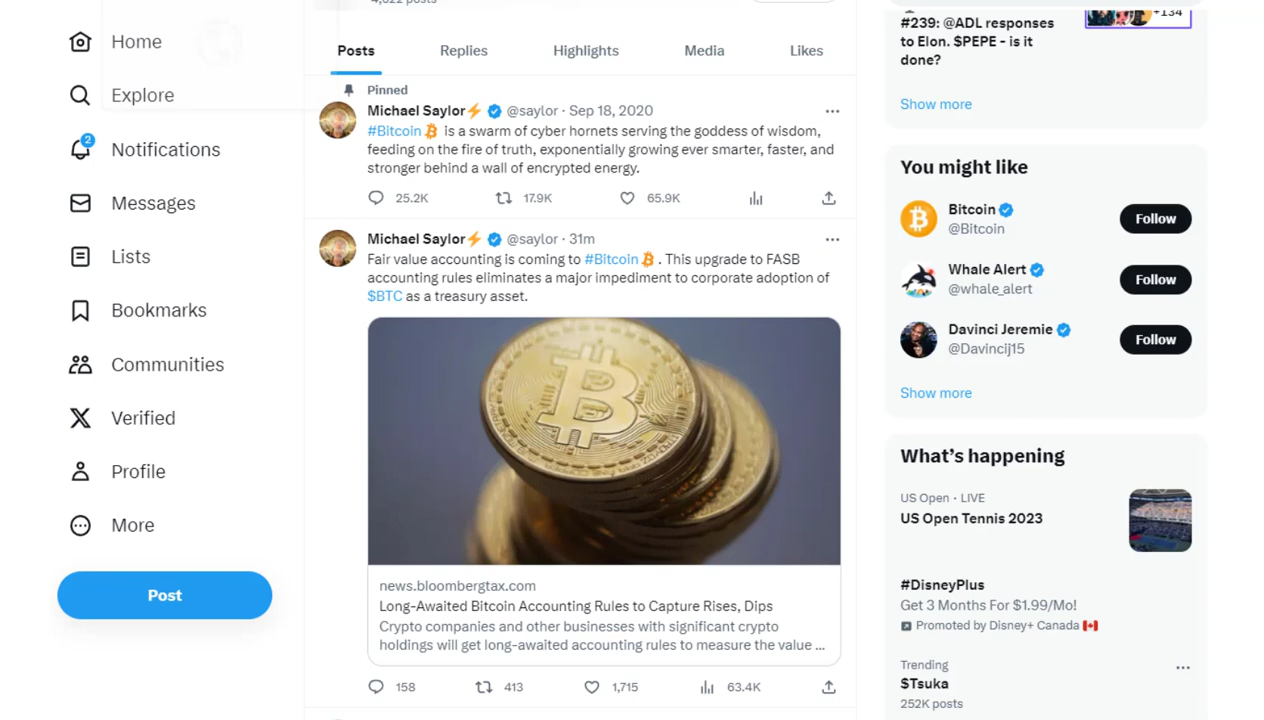 Home
Explore
2
Notifications
Messages
Lists
Bookmarks
Communities
Verified
Profile
More
Post
posts
Posts
Replies
Highlights
Media
Likes
Pinned
Michael Saylor⚡ @saylor · Sep 18, 2020
#Bitcoin is a swarm of cyber hornets serving the goddess of wisdom,
feeding on the fire of truth, exponentially growing ever smarter, faster, and
stronger behind a wall of encrypted energy.
25.2K
17.9K
65.9K
Michael Saylor⚡ @saylor · 31m
Fair value accounting is coming to #Bitcoin . This upgrade to FASB
accounting rules eliminates a major impediment to corporate adoption of
$BTC as a treasury asset.
news.bloombergtax.com
Long-Awaited Bitcoin Accounting Rules to Capture Rises, Dips
Crypto companies and other businesses with significant crypto
holdings will get long-awaited accounting rules to measure the value ...
158
413
1,715
63.4K
+134
#239: @ADL responses
to Elon. $PEPE - is it
done?
Show more
You might like
Bitcoin
@Bitcoin
Follow
Whale Alert
@whale_alert
Follow
Davinci Jeremie
@Davincij15
Follow
Show more
What's happening
US Open · LIVE
US Open Tennis 2023
#DisneyPlus
Get 3 Months For $1.99/Mo!
Promoted by Disney+ Canada
Trending
$Tsuka
252K posts